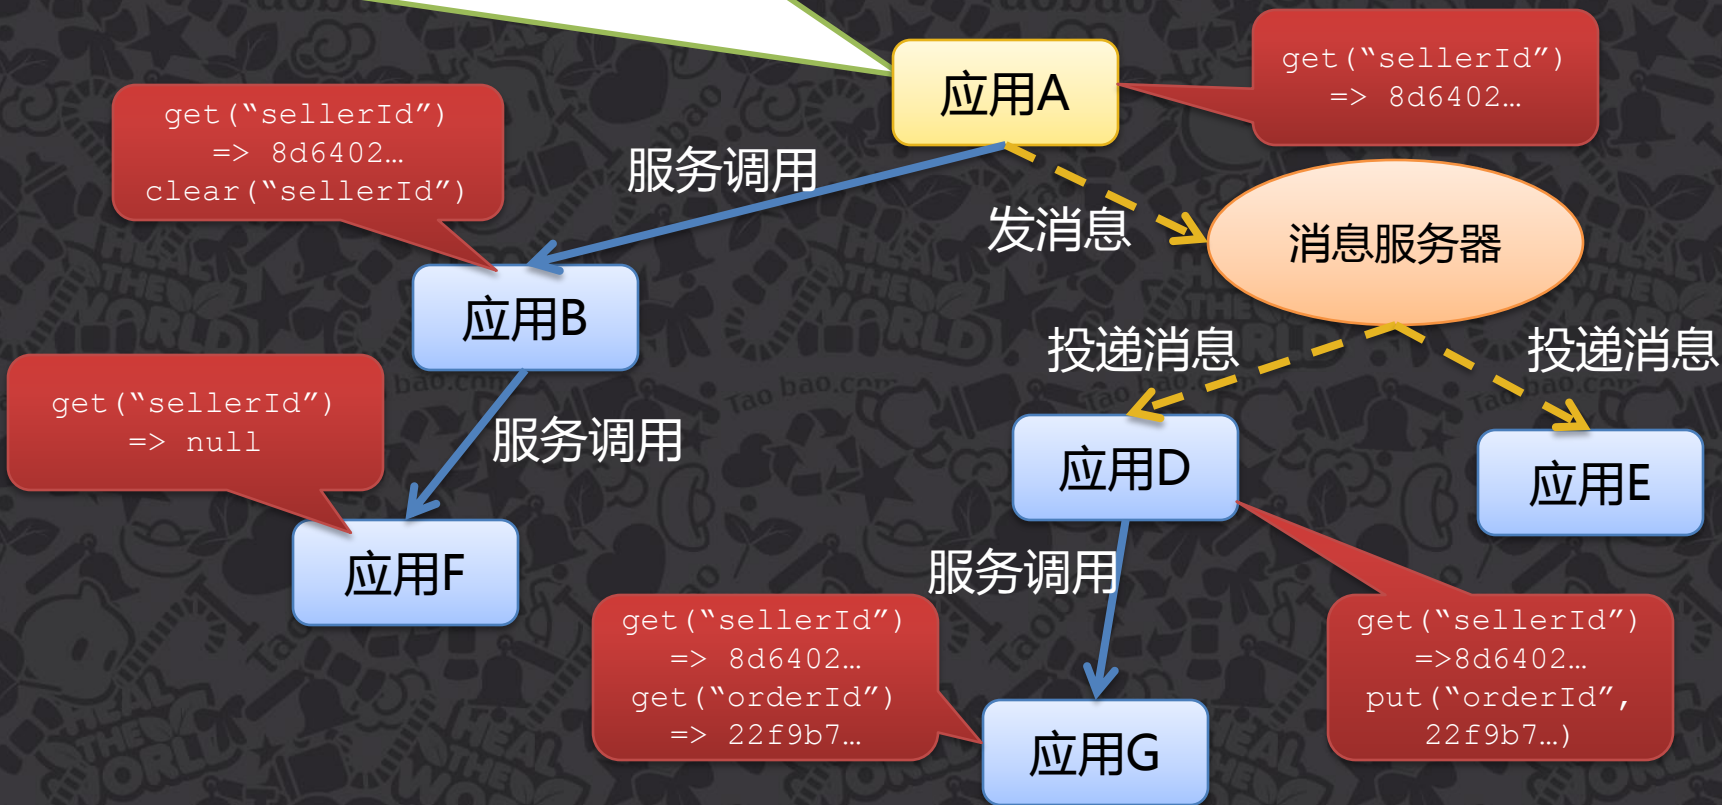 应用A
get(“sellerId”)
=> 8d6402…
get(“sellerId”)
=> 8d6402…
clear(“sellerId”)
服务调用
发消息
消息服务器
应用B
投递消息
投递消息
get(“sellerId”)
=> null
服务调用
应用D
应用E
应用F
服务调用
get(“sellerId”)
=> 8d6402…
get(“orderId”)
=> 22f9b7…
get(“sellerId”)
=>8d6402…
put(“orderId”,
22f9b7…)
应用G